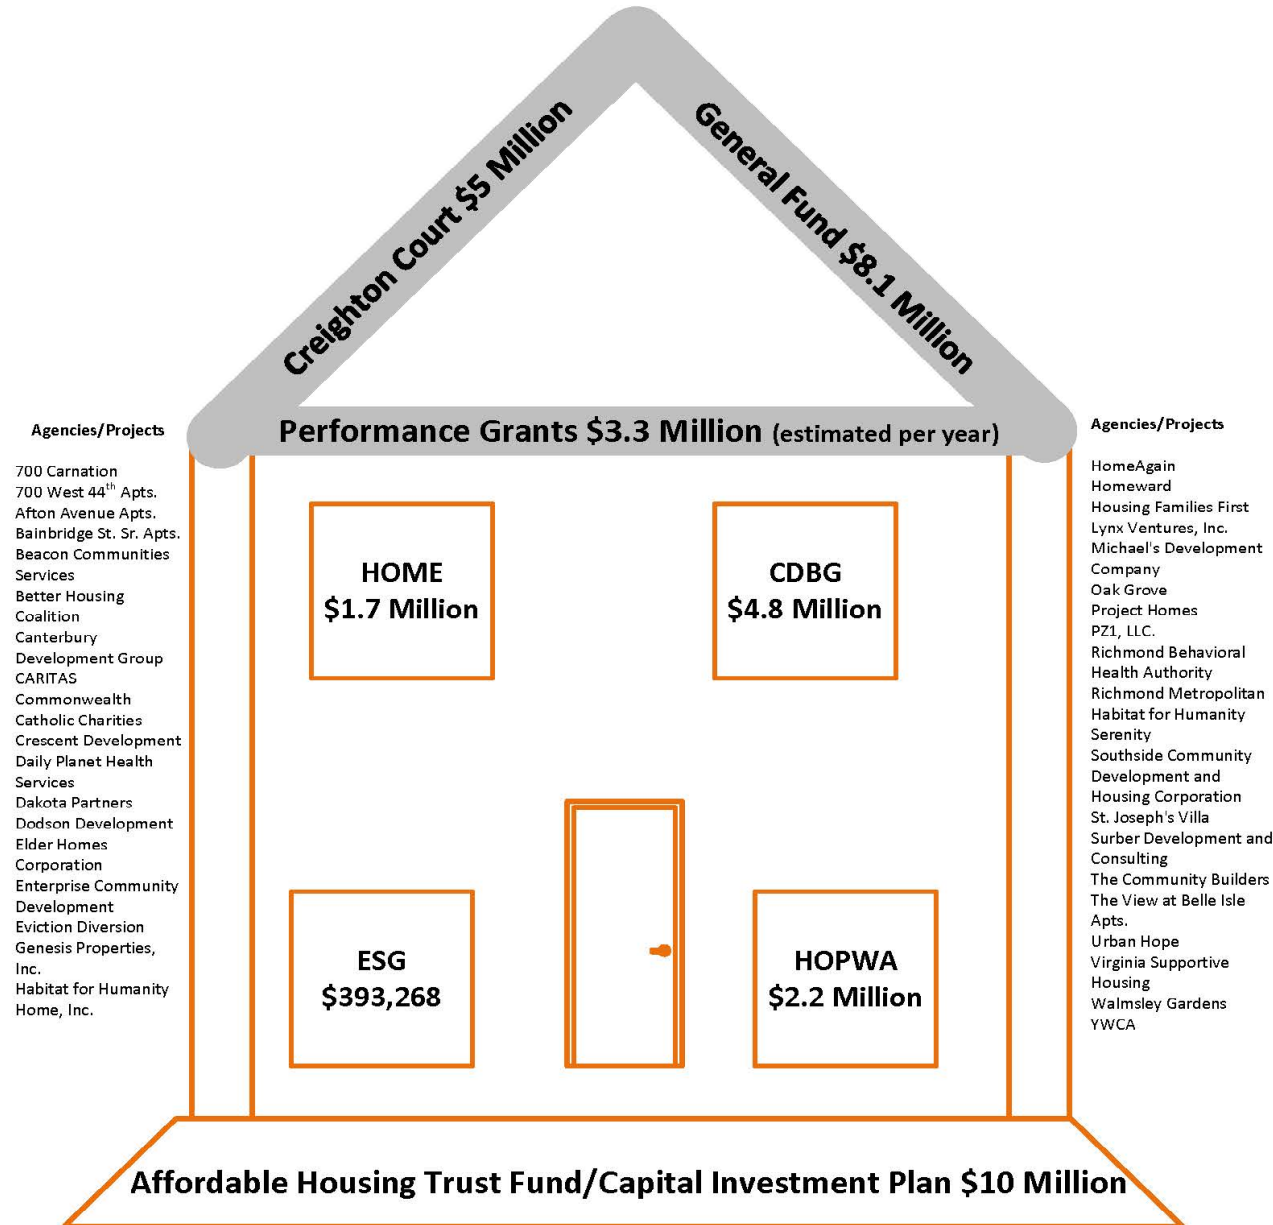 Creighton Court $5 Million
General Fund $8.1 Million
Performance Grants $3.3 Million (estimated per year)
Agencies/Projects
700 Carnation
700 West 44th Apts.
Afton Avenue Apts.
Bainbridge St. Sr. Apts.
Beacon Communities
Services
Better Housing
Coalition
Canterbury
Development Group
CARITAS
Commonwealth
Catholic Charities
Crescent Development
Daily Planet Health
Services
Dakota Partners
Dodson Development
Elder Homes
Corporation
Enterprise Community
Development
Eviction Diversion
Genesis Properties,
Inc.
Habitat for Humanity
Home, Inc.
HOME
$1.7 Million
CDBG
$4.8 Million
ESG
$393,268
HOPWA
$2.2 Million
Agencies/Projects
HomeAgain
Homeward
Housing Families First
Lynx Ventures, Inc.
Michael's Development
Company
Oak Grove
Project Homes
PZ1, LLC.
Richmond Behavioral
Health Authority
Richmond Metropolitan
Habitat for Humanity
Serenity
Southside Community
Development and
Housing Corporation
St. Joseph's Villa
Surber Development and
Consulting
The Community Builders
The View at Belle Isle
Apts.
Urban Hope
Virginia Supportive
Housing
Walmsley Gardens
YWCA
Affordable Housing Trust Fund/Capital Investment Plan $10 Million